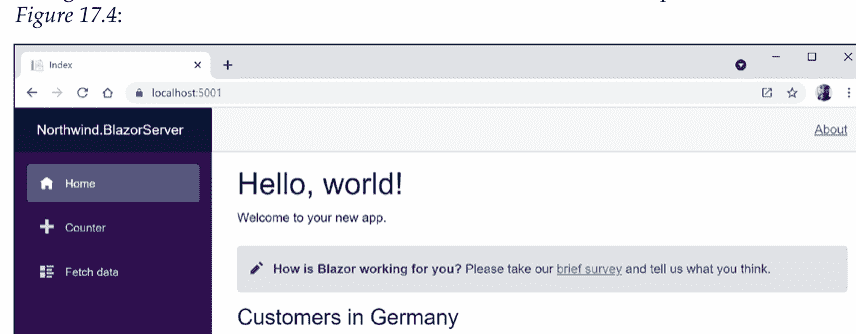 Figure 17.4:
Index
localhost:5001
Northwind.BlazorServer
About
Home
Hello, world!
Welcome to your new app.
Counter
Fetch data
How is Blazor working for you? Please take our brief survey and tell us what you think.
Customers in Germany